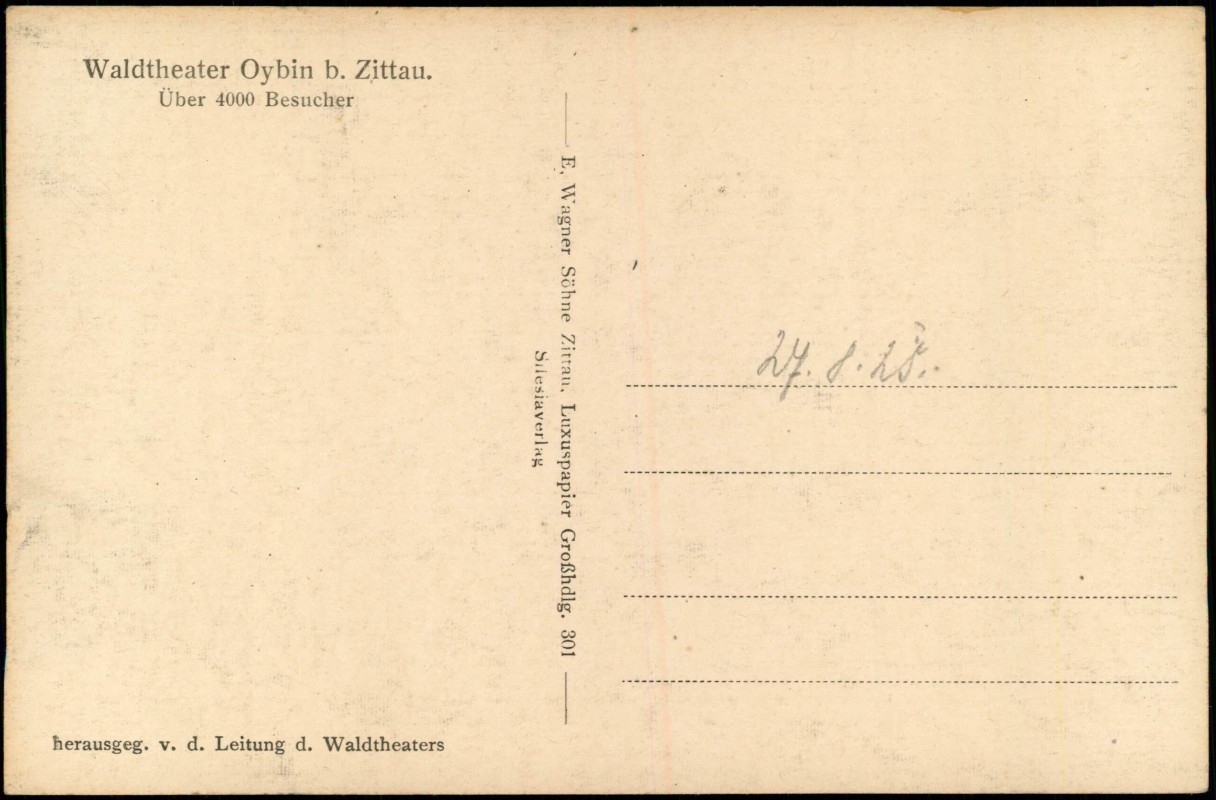 Waldtheater Oybin b. Zittau.
Über 4000 Besucher
E. Wagner Söhne Zittau, Luxuspapier Großhdlg. 301
Silesiaverlag
27. 8. 25.
herausgeg. v. d. Leitung d. Waldtheaters